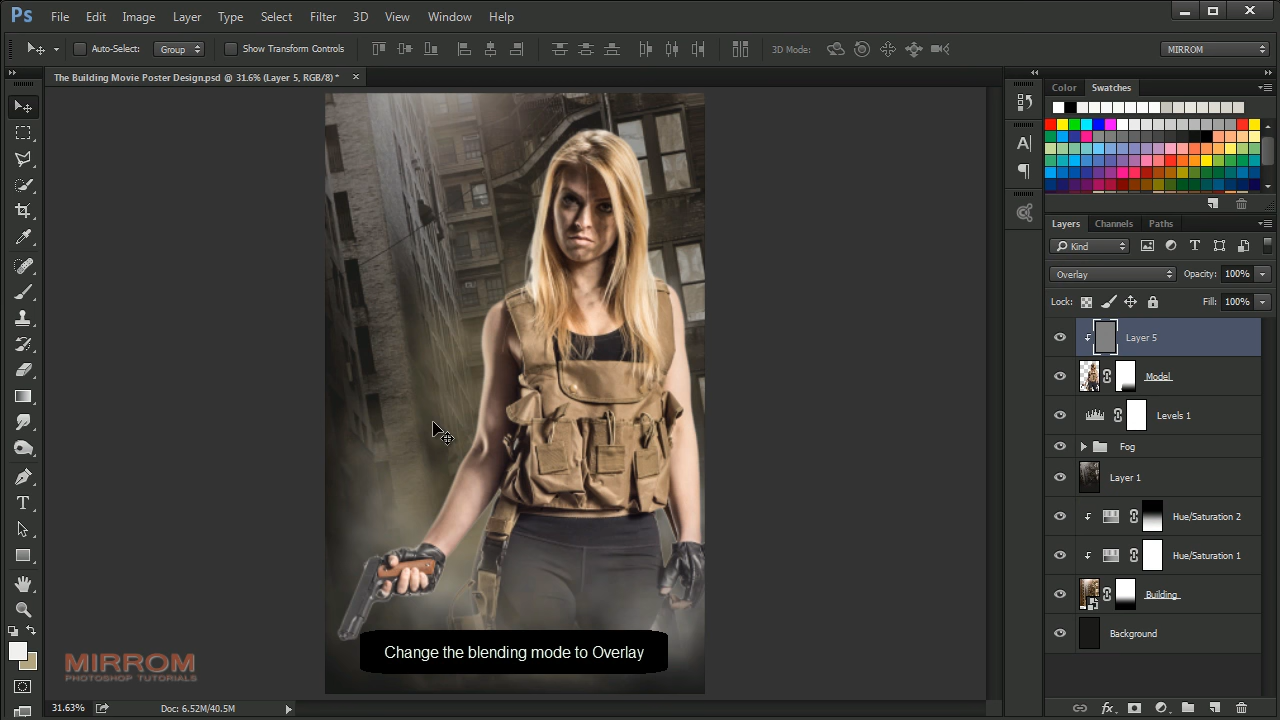 Ps File Edit Image Layer Type Select Filter 3D View Window Help
Auto-Select: Group Show Transform Controls 3D Mode: MIRROM
The Building Movie Poster Design.psd @ 31.6% (Layer 5, RGB/8) *
Color Swatches
Layers Channels Paths
Kind
Overlay Opacity: 100%
Lock: Fill: 100%
Layer 5
Model
Levels 1
Fog
Layer 1
Hue/Saturation 2
Hue/Saturation 1
Building
Background
Change the blending mode to Overlay
MIRROM
PHOTOSHOP TUTORIALS
31.63% Doc: 6.52M/40.5M